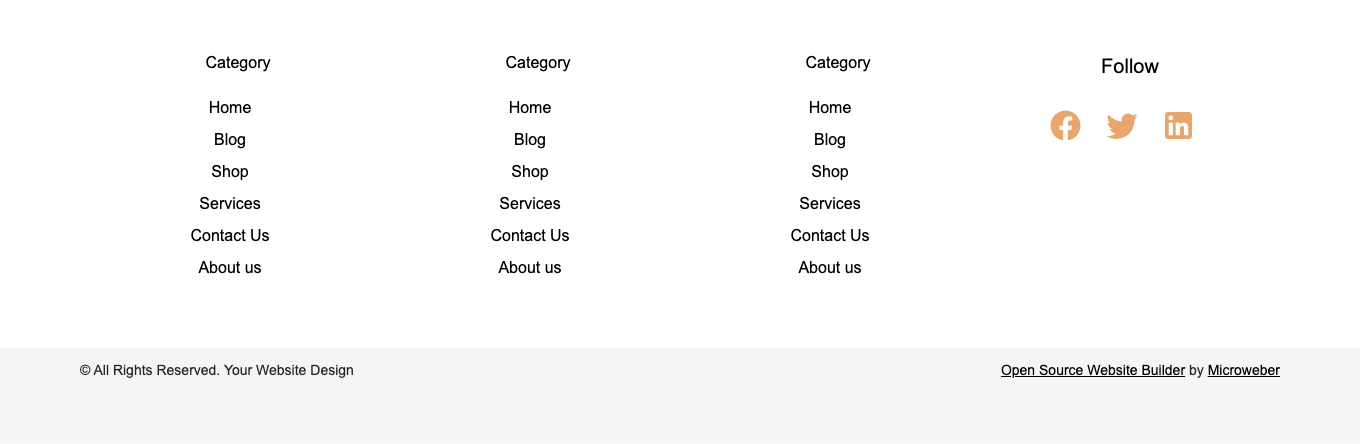 Category
Home
Blog
Shop
Services
Contact Us
About us
Category
Home
Blog
Shop
Services
Contact Us
About us
Category
Home
Blog
Shop
Services
Contact Us
About us
Follow
© All Rights Reserved. Your Website Design
Open Source Website Builder by Microweber